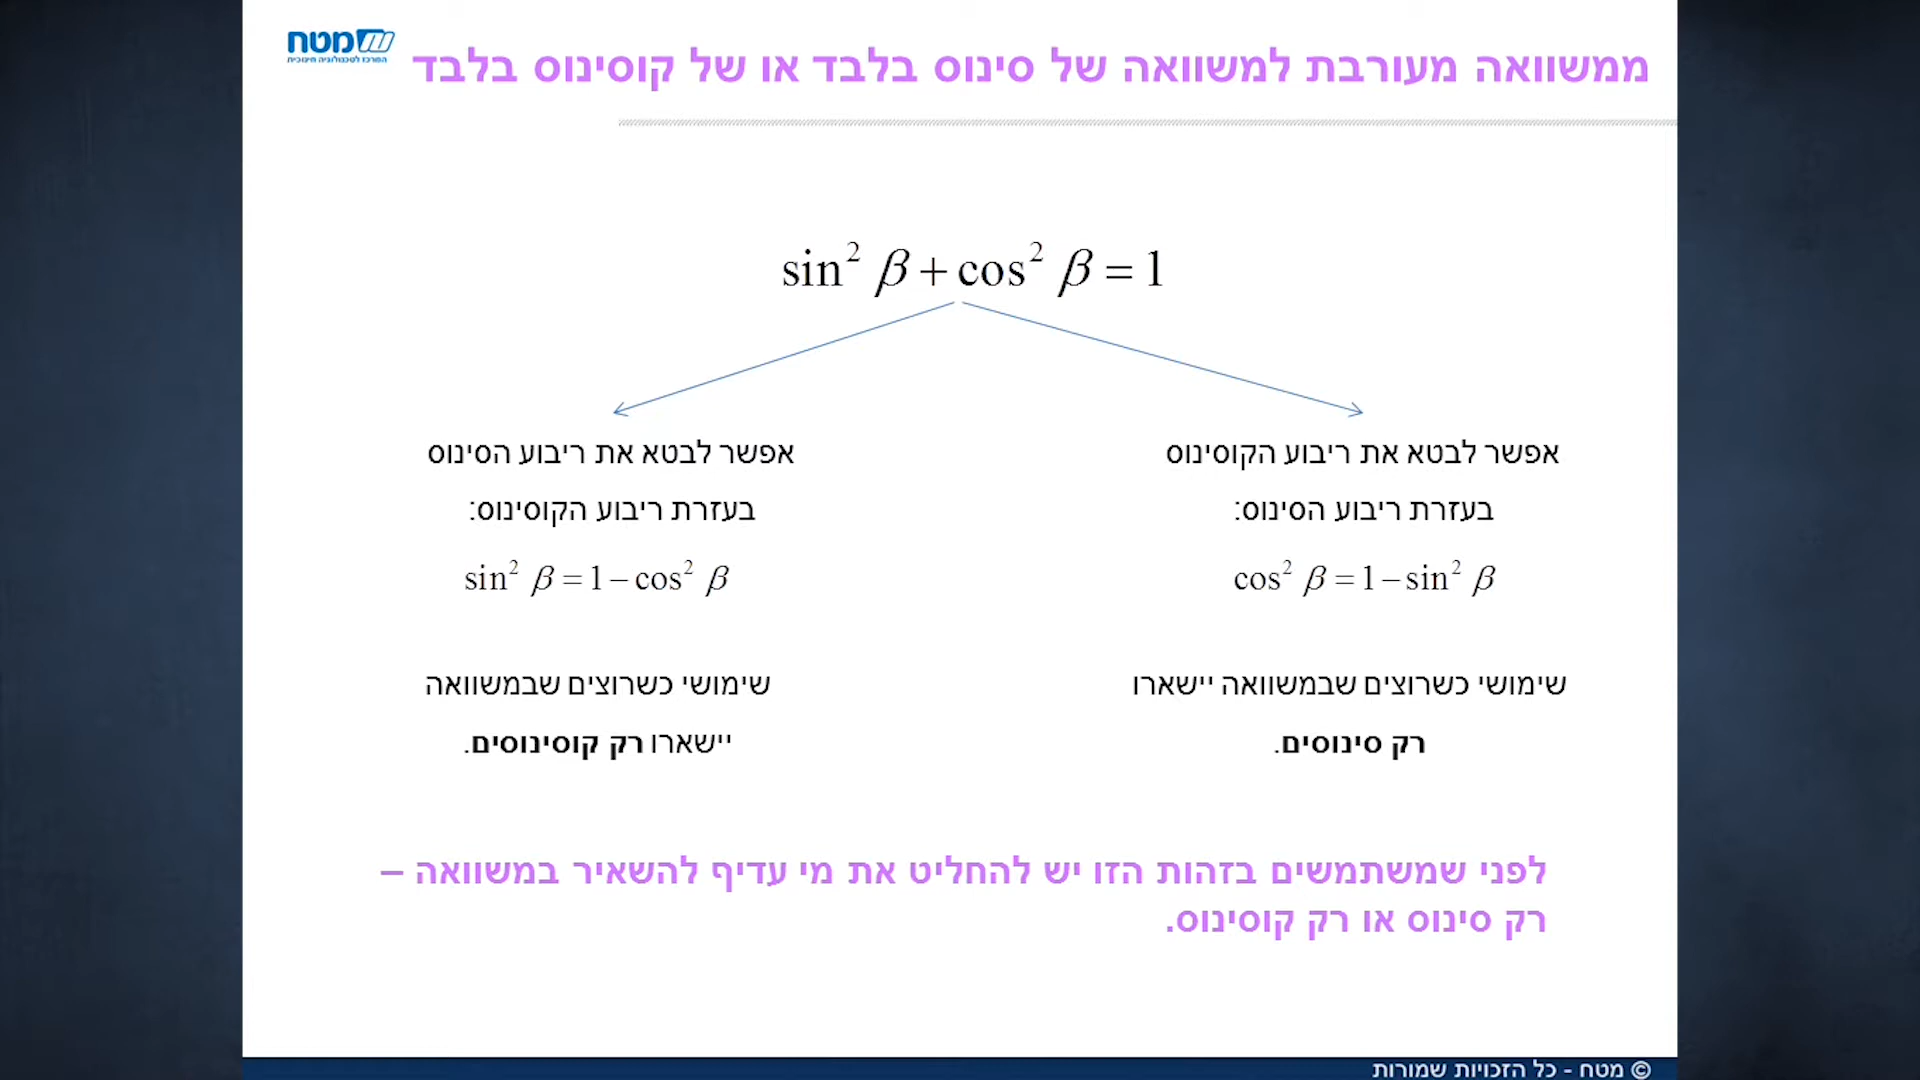 מטח
המרכז לטכנולוגיה חינוכית
ממשוואה מעורבת למשוואה של סינוס בלבד או של קוסינוס בלבד
sin² β + cos² β = 1
אפשר לבטא את ריבוע הקוסינוס
בעזרת ריבוע הסינוס:
cos² β = 1 − sin² β
שימושי כשרוצים שבמשוואה יישארו
רק סינוסים.
אפשר לבטא את ריבוע הסינוס
בעזרת ריבוע הקוסינוס:
sin² β = 1 − cos² β
שימושי כשרוצים שבמשוואה
יישארו רק קוסינוסים.
לפני שמשתמשים בזהות הזו יש להחליט את מי עדיף להשאיר במשוואה –
רק סינוס או רק קוסינוס.
© מטח - כל הזכויות שמורות